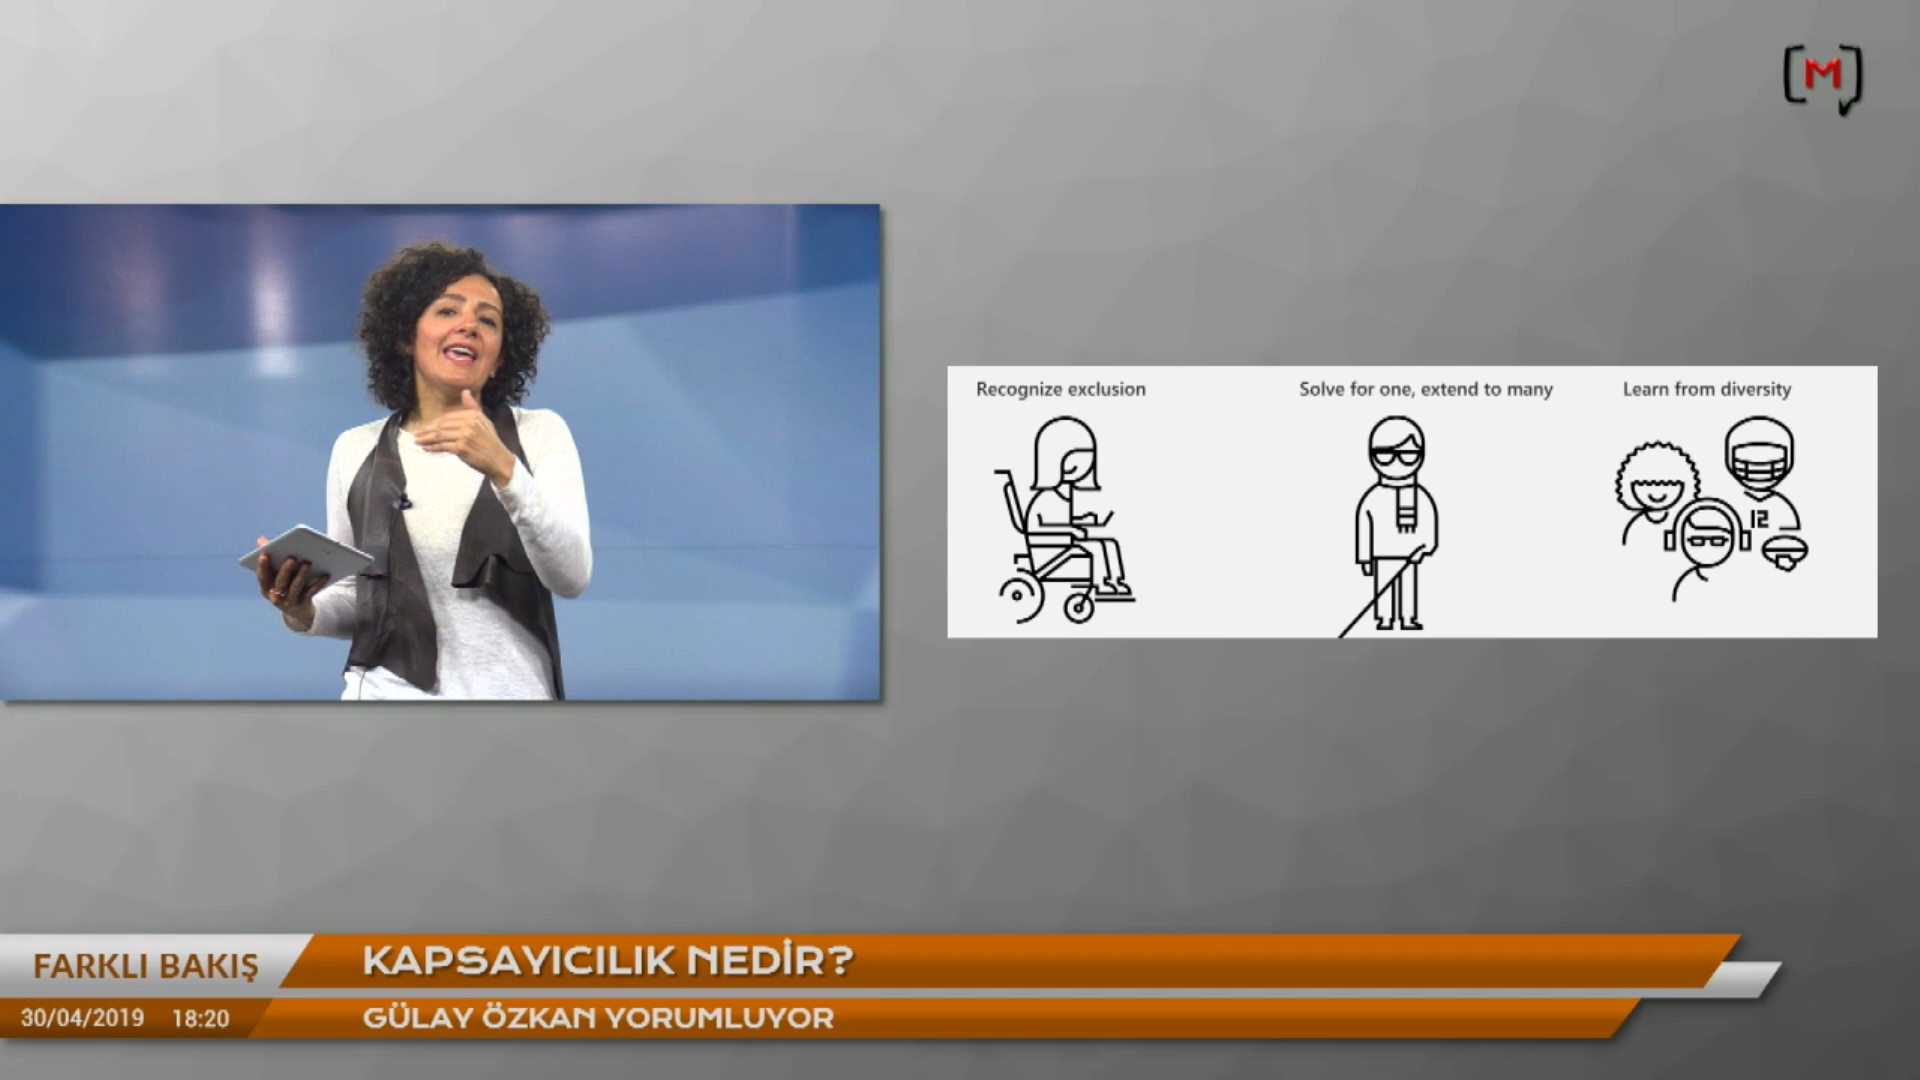 [M]
Recognize exclusion
Solve for one, extend to many
Learn from diversity
12
FARKLI BAKIŞ
KAPSAYICILIK NEDİR?
30/04/2019 18:20
GÜLAY ÖZKAN YORUMLUYOR